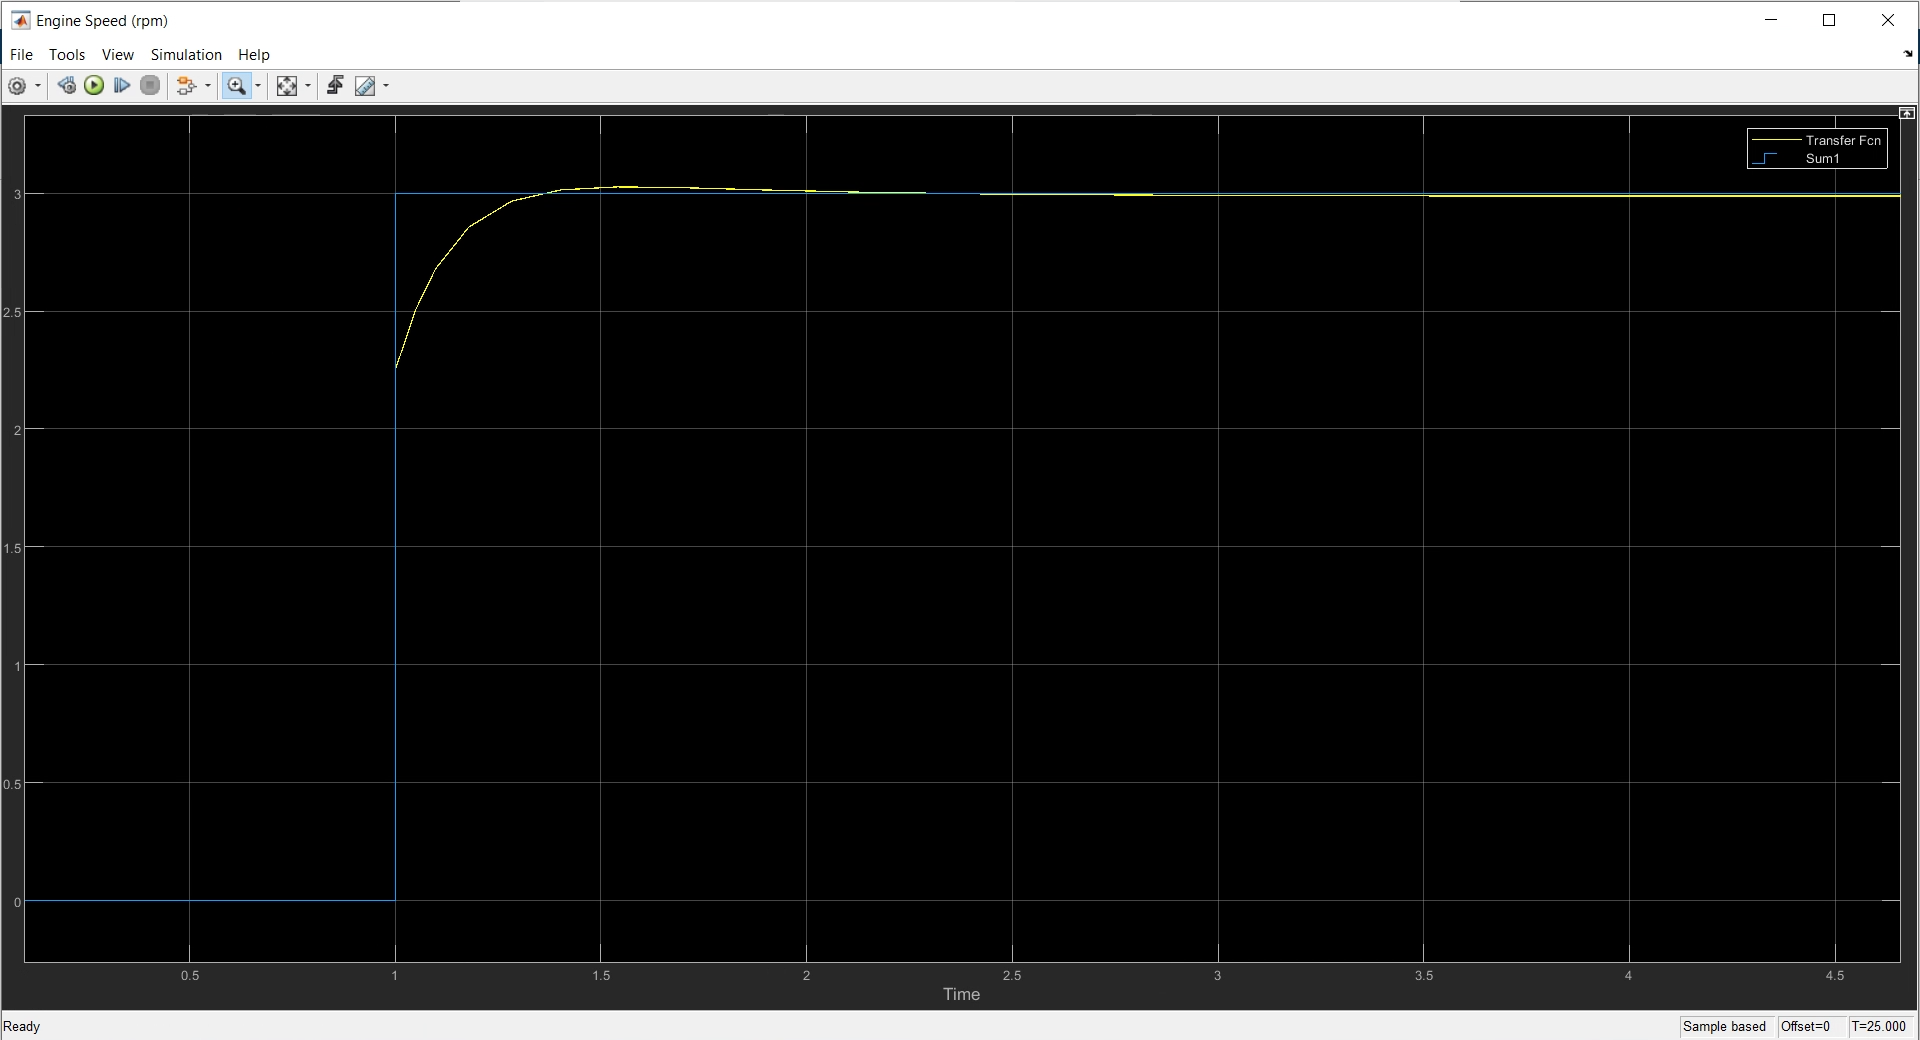 Engine Speed (rpm)
File Tools View Simulation Help
Transfer Fcn
Sum1
3
2.5
2
1.5
1
0.5
0
0.5 1 1.5 2 2.5 3 3.5 4 4.5
Time
Ready Sample based Offset=0 T=25.000